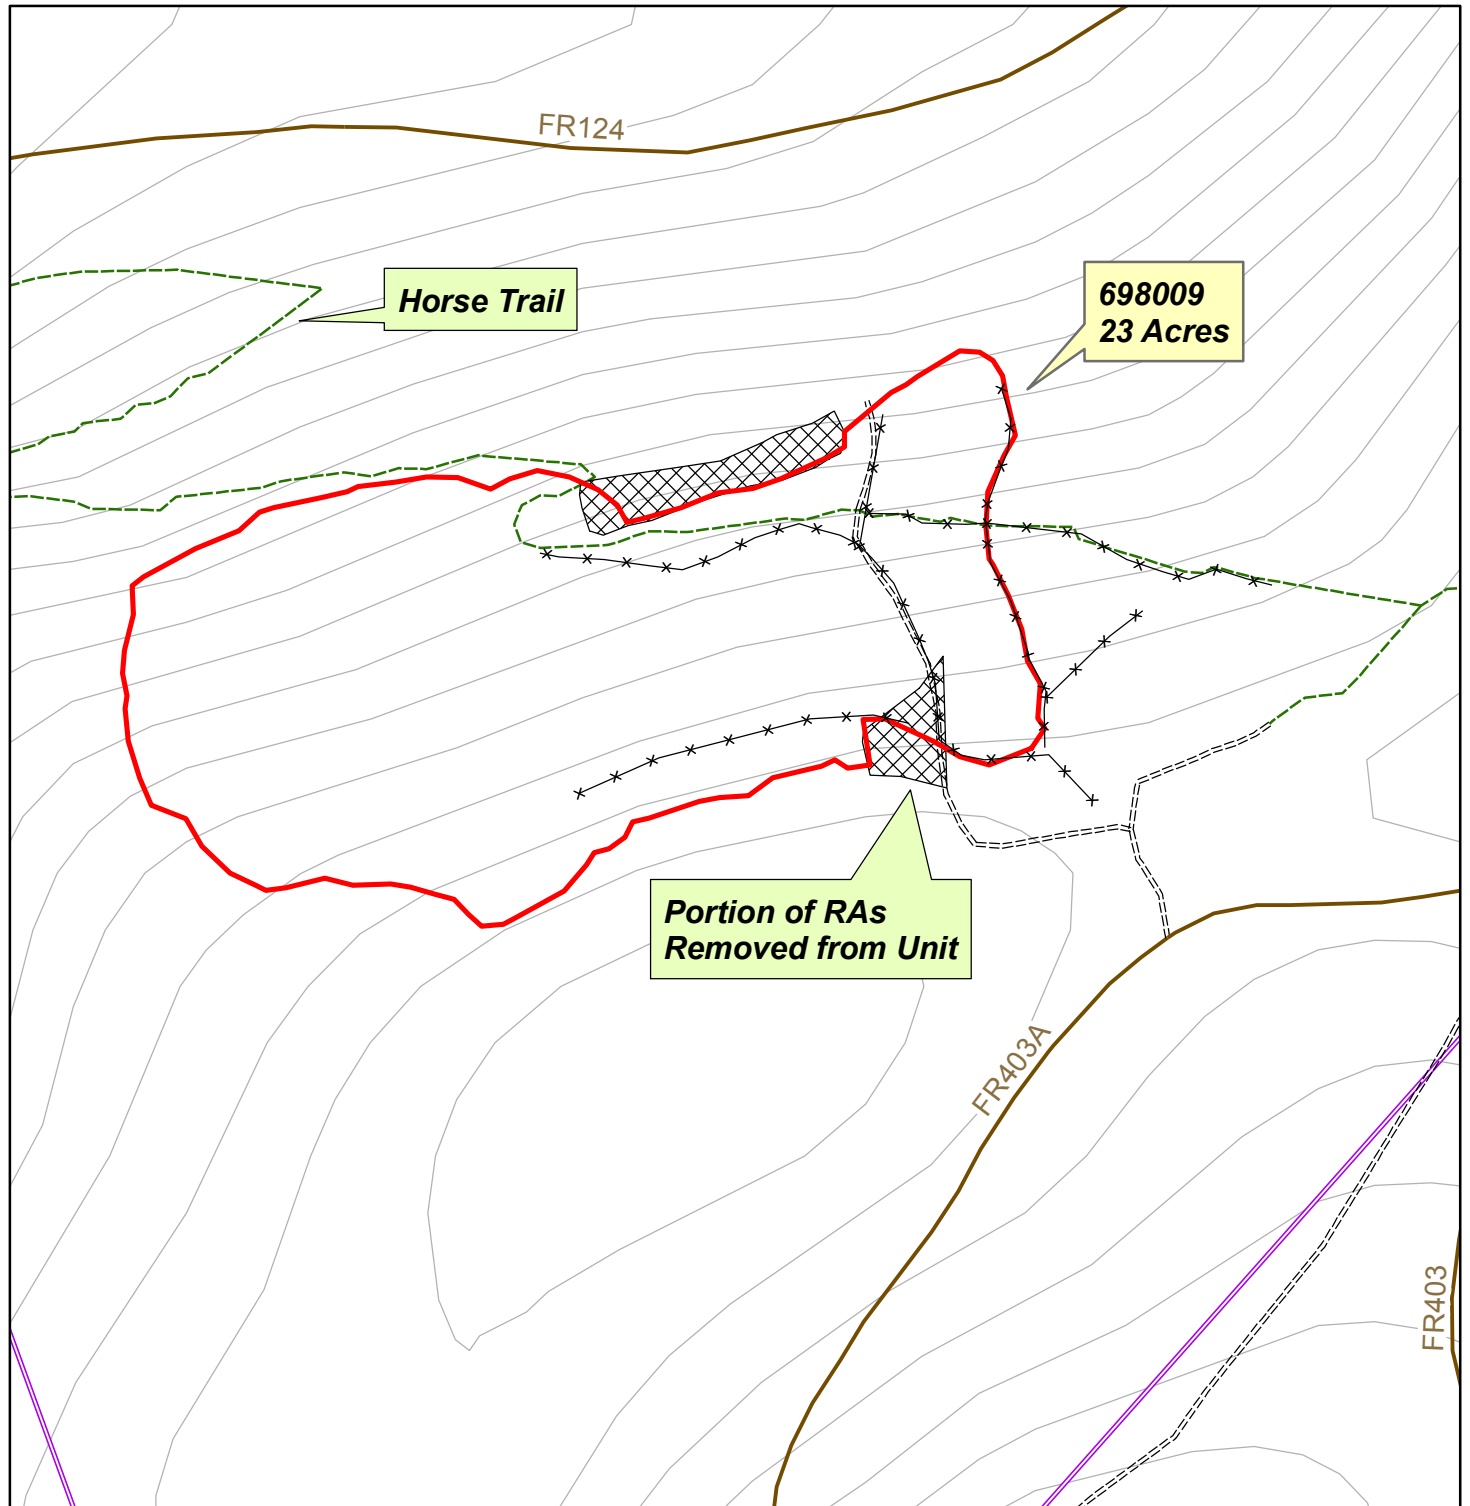 FR124
Horse Trail
698009
23 Acres
Portion of RAs
Removed from Unit
FR403A
FR403